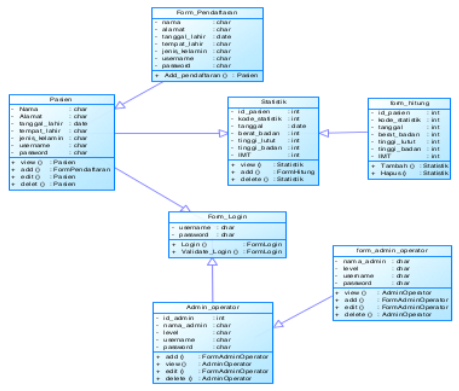 Form_Pendaftaran
- nama : char
- alamat : char
- tanggal_lahir : date
- tempat_lahir : char
- jenis_kelamin : char
- username : char
- password : char
+ Add_pendaftaran () : Pasien
Pasien
- Nama : char
- Alamat : char
- tanggal_lahir : date
- tempat_lahir : char
- jenis_kelamin : char
- username : char
- password : char
+ view () : Pasien
+ add () : FormPendaftaran
+ edit () : Pasien
+ delet () : Pasien
Statistik
- id_pasien : int
- kode_statistik : int
- tanggal : date
- berat_badan : int
- tinggi_lutut : int
- tinggi_badan : int
- IMT : int
+ view () : Statistik
+ add () : FormHitung
+ delete () : Statistik
form_hitung
- id_pasien : int
- kode_statistik : int
- tanggal : int
- berat_badan : int
- tinggi_lutut : int
- tinggi_badan : int
- IMT : int
+ Tambah () : Statistik
+ Hapus () : Statistik
Form_Login
- username : char
- password : char
+ Login () : FormLogin
+ Validate_Login () : FormLogin
form_admin_operator
- nama_admin : char
- level : char
- username : char
- password : char
+ view () : AdminOperator
+ add () : FormAdminOperator
+ edit () : FormAdminOperator
+ delete () : AdminOperator
Admin_operator
- id_admin : int
- nama_admin : char
- level : char
- username : char
- password : char
+ add () : FormAdminOperator
+ view () : AdminOperator
+ edit () : FormAdminOperator
+ delete () : AdminOperator